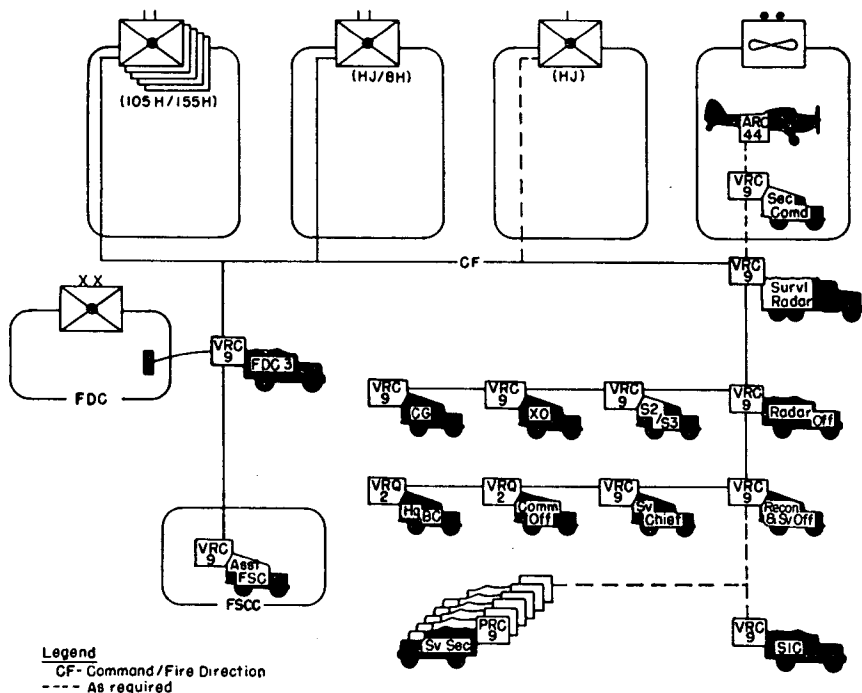 (105H/155H)
(HJ/8H)
(HJ)
ARC
44
VRC
9
Sec
Comd
CF
VRC
9
Survl
Radar
XX
VRC
9
FDC 3
FDC
VRC
9
CG
VRC
9
XO
VRC
9
S2
/S3
VRC
9
Radar
Off
VRQ
2
Hq BC
VRQ
2
Comm
Off
VRC
9
Sv
Chief
VRC
9
Recon
& Sv Off
VRC
9
Asst
FSC
FSCC
PRC
9
Sv Sec
VRC
9
SIC
Legend
CF- Command/Fire Direction
---- As required